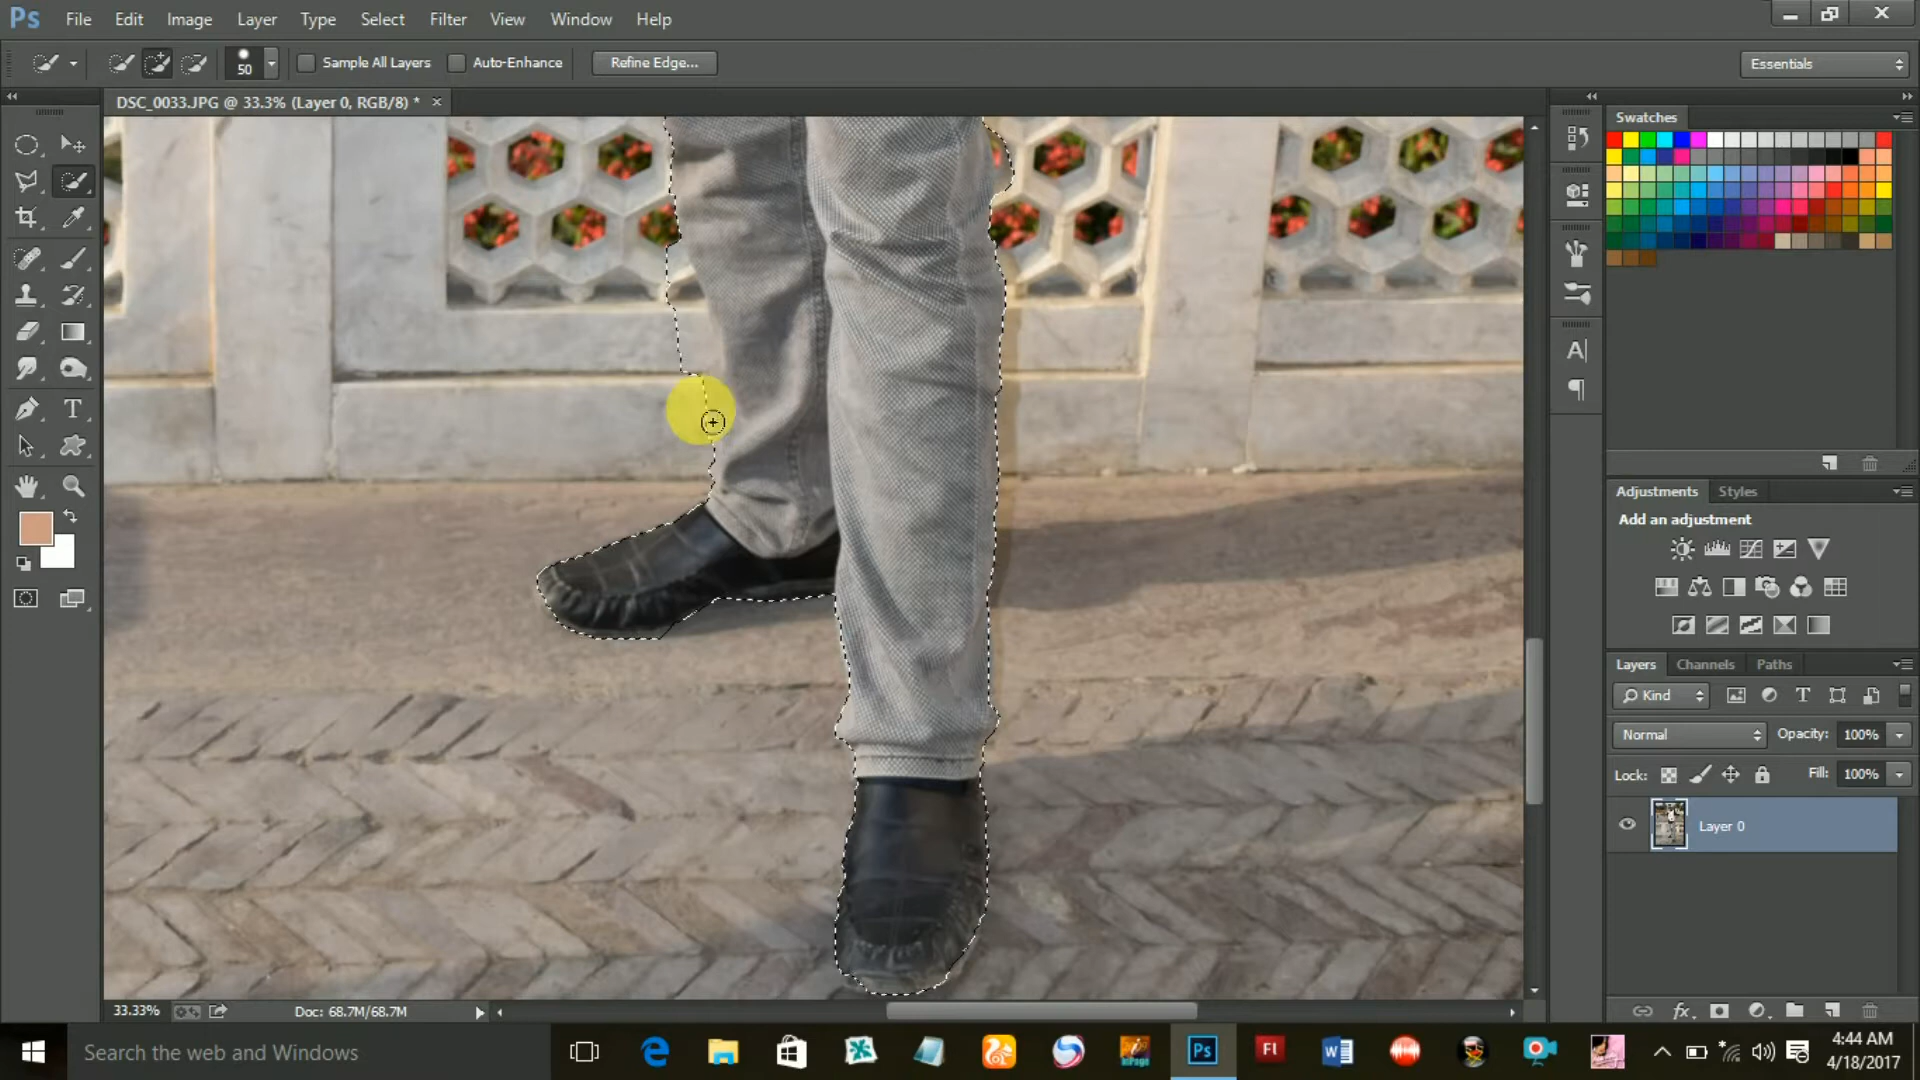 Ps File Edit Image Layer Type Select Filter View Window Help
50 Sample All Layers Auto-Enhance Refine Edge... Essentials
DSC_0033.JPG @ 33.3% (Layer 0, RGB/8) * ×
Swatches
Adjustments Styles
Add an adjustment
Layers Channels Paths
Kind
Normal Opacity: 100%
Lock: Fill: 100%
Layer 0
33.33% Doc: 68.7M/68.7M
Search the web and Windows
4:44 AM
4/18/2017